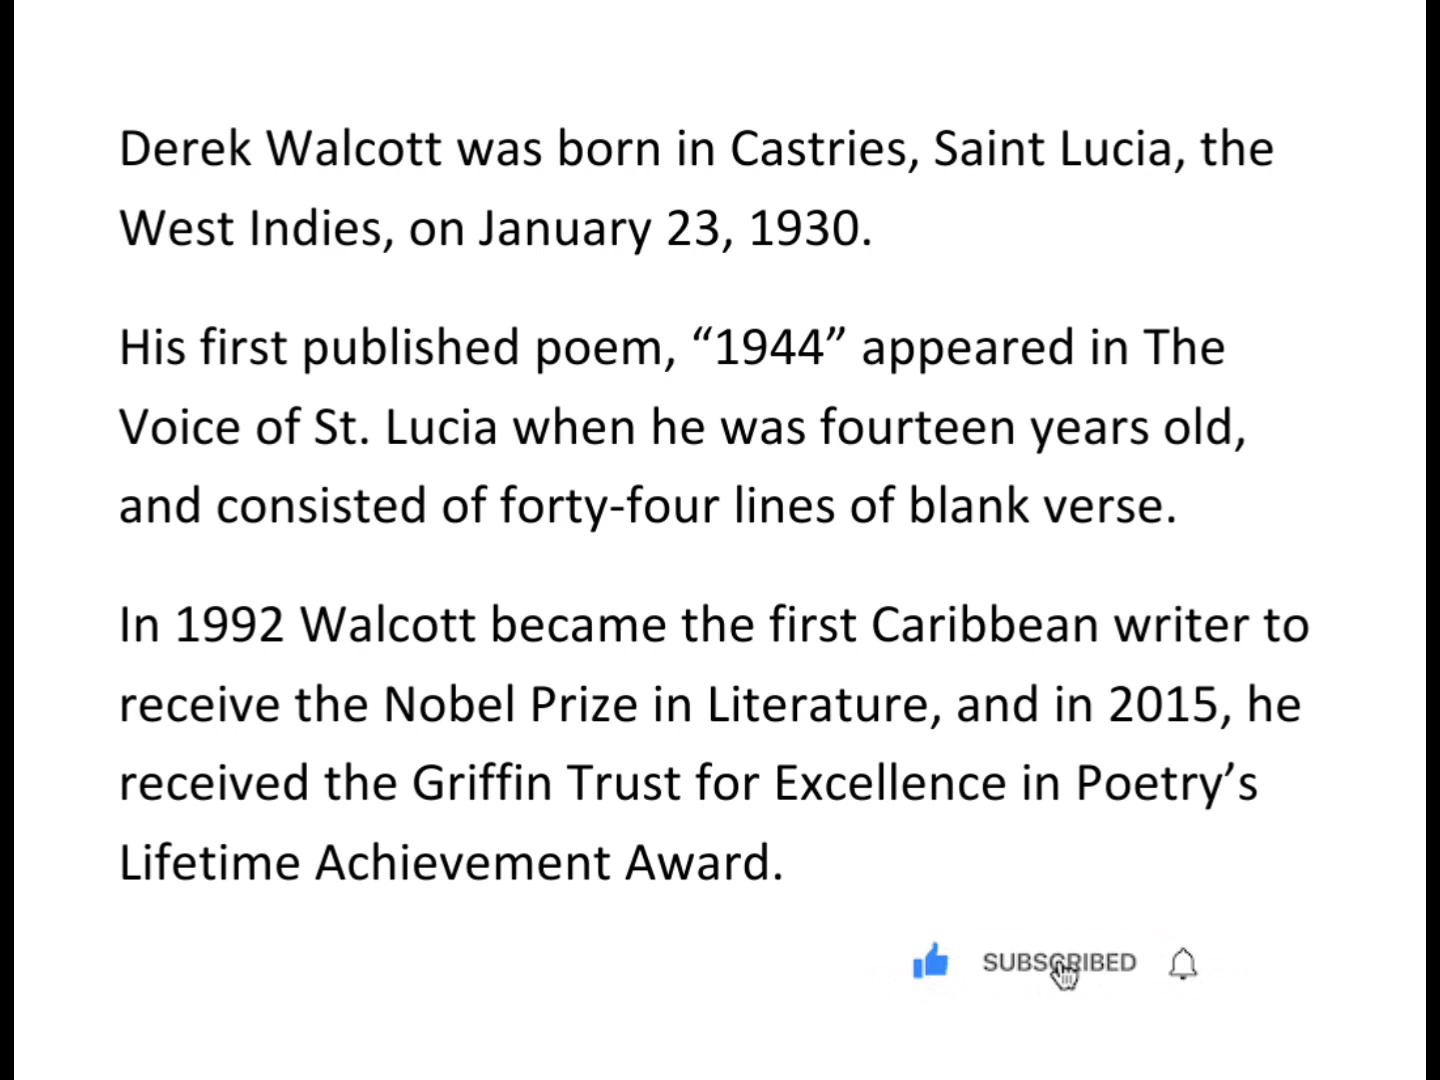 Derek Walcott was born in Castries, Saint Lucia, the
West Indies, on January 23, 1930.
His first published poem, “1944” appeared in The
Voice of St. Lucia when he was fourteen years old,
and consisted of forty-four lines of blank verse.
In 1992 Walcott became the first Caribbean writer to
receive the Nobel Prize in Literature, and in 2015, he
received the Griffin Trust for Excellence in Poetry’s
Lifetime Achievement Award.
SUBSCRIBED